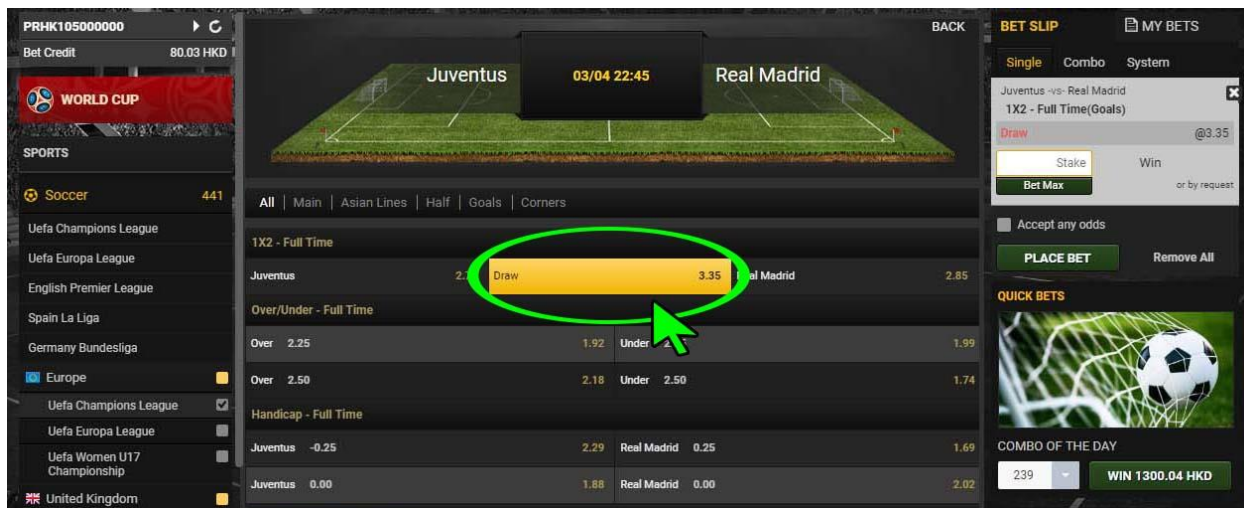 PRHK105000000
Bet Credit 80.03 HKD
WORLD CUP
SPORTS
Soccer 441
Uefa Champions League
Uefa Europa League
English Premier League
Spain La Liga
Germany Bundesliga
Europe
Uefa Champions League
Uefa Europa League
Uefa Women U17
Championship
United Kingdom
BACK
Juventus 03/04 22:45 Real Madrid
All | Main | Asian Lines | Half | Goals | Corners
1X2 - Full Time
Juventus Draw 3.35 Madrid 2.85
Over/Under - Full Time
Over 2.25 1.92 Under 1.99
Over 2.50 2.18 Under 2.50 1.74
Handicap - Full Time
Juventus -0.25 2.29 Real Madrid 0.25 1.69
Juventus 0.00 1.88 Real Madrid 0.00 2.02
BET SLIP MY BETS
Single Combo System
Juventus -vs- Real Madrid
1X2 - Full Time(Goals)
Draw @3.35
Stake Win
Bet Max or by request
Accept any odds
PLACE BET Remove All
QUICK BETS
COMBO OF THE DAY
239 WIN 1300.04 HKD